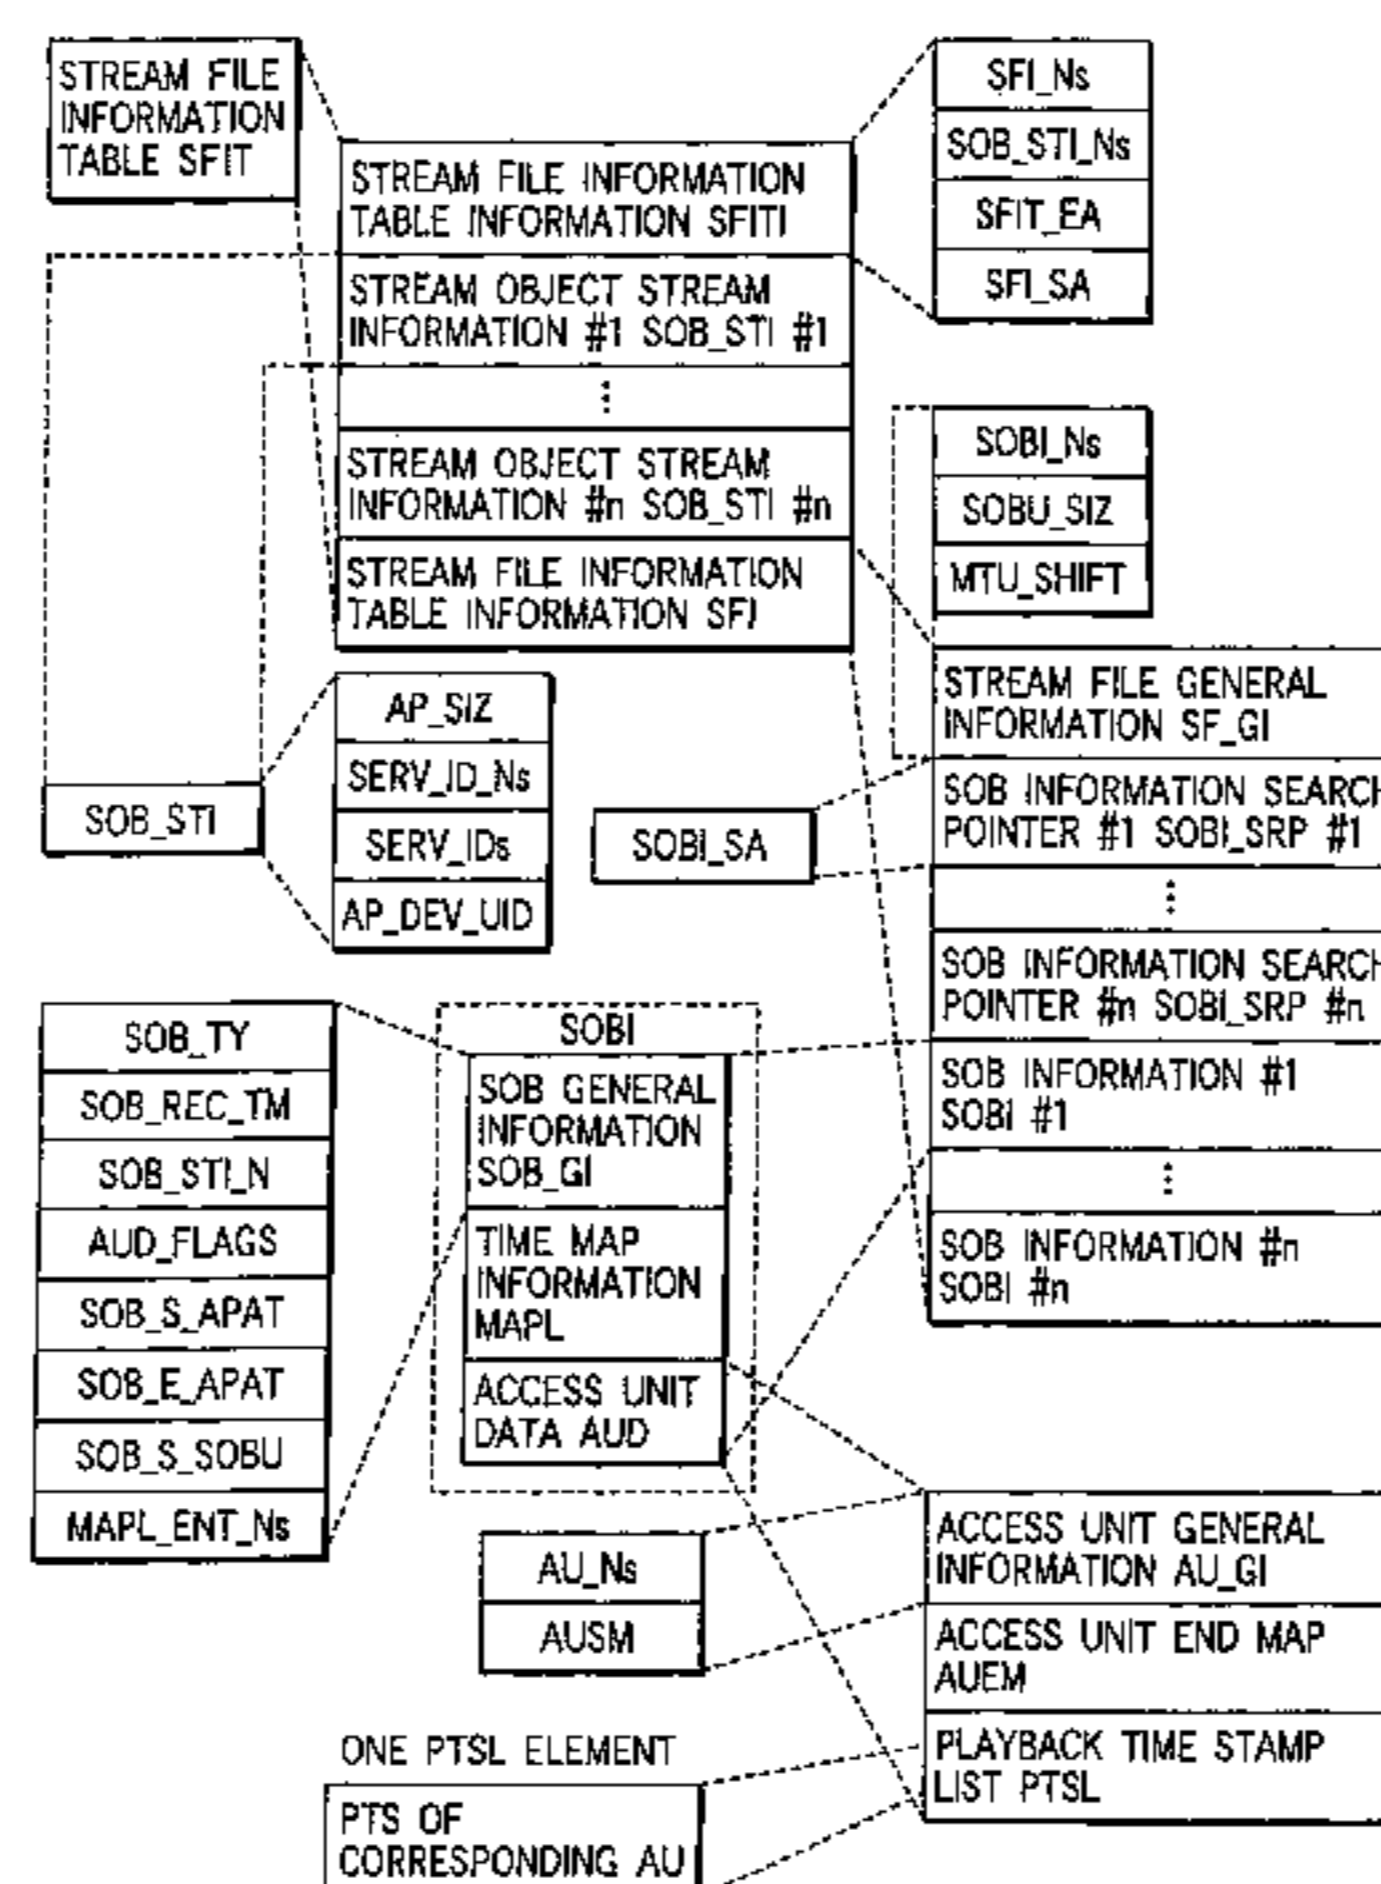 STREAM FILE
INFORMATION
TABLE SFIT
STREAM FILE INFORMATION
TABLE INFORMATION SFITI
STREAM OBJECT STREAM
INFORMATION #1 SOB_STI #1
⋮
STREAM OBJECT STREAM
INFORMATION #n SOB_STI #n
STREAM FILE INFORMATION
TABLE INFORMATION SFI
SFI_Ns
SOB_STI_Ns
SFIT_EA
SFI_SA
SOBI_Ns
SOBU_SIZ
MTU_SHIFT
STREAM FILE GENERAL
INFORMATION SF_GI
SOB INFORMATION SEARCH
POINTER #1 SOBI_SRP #1
⋮
SOB INFORMATION SEARCH
POINTER #n SOBI_SRP #n
SOB INFORMATION #1
SOBI #1
⋮
SOB INFORMATION #n
SOBI #n
SOB_STI
AP_SIZ
SERV_ID_Ns
SERV_IDs
AP_DEV_UID
SOBI_SA
SOB_TY
SOB_REC_TM
SOB_STI_N
AUD_FLAGS
SOB_S_APAT
SOB_E_APAT
SOB_S_SOBU
MAPL_ENT_Ns
SOBI
SOB GENERAL
INFORMATION
SOB_GI
TIME MAP
INFORMATION
MAPL
ACCESS UNIT
DATA AUD
AU_Ns
AUSM
ACCESS UNIT GENERAL
INFORMATION AU_GI
ACCESS UNIT END MAP
AUEM
PLAYBACK TIME STAMP
LIST PTSL
ONE PTSL ELEMENT
PTS OF
CORRESPONDING AU